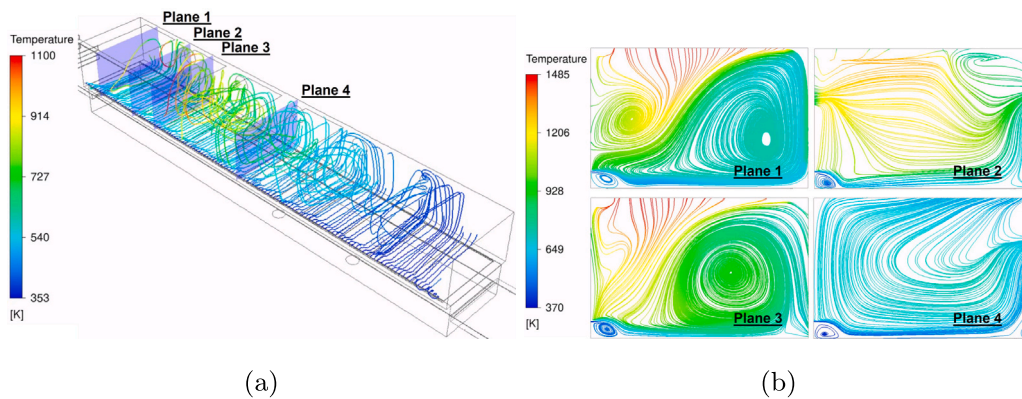 Plane 1
Plane 2
Plane 3
Plane 4
Temperature
1100
914
727
540
353
[K]
Temperature
1485
1206
928
649
370
[K]
Plane 1
Plane 2
Plane 3
Plane 4
(a)
(b)